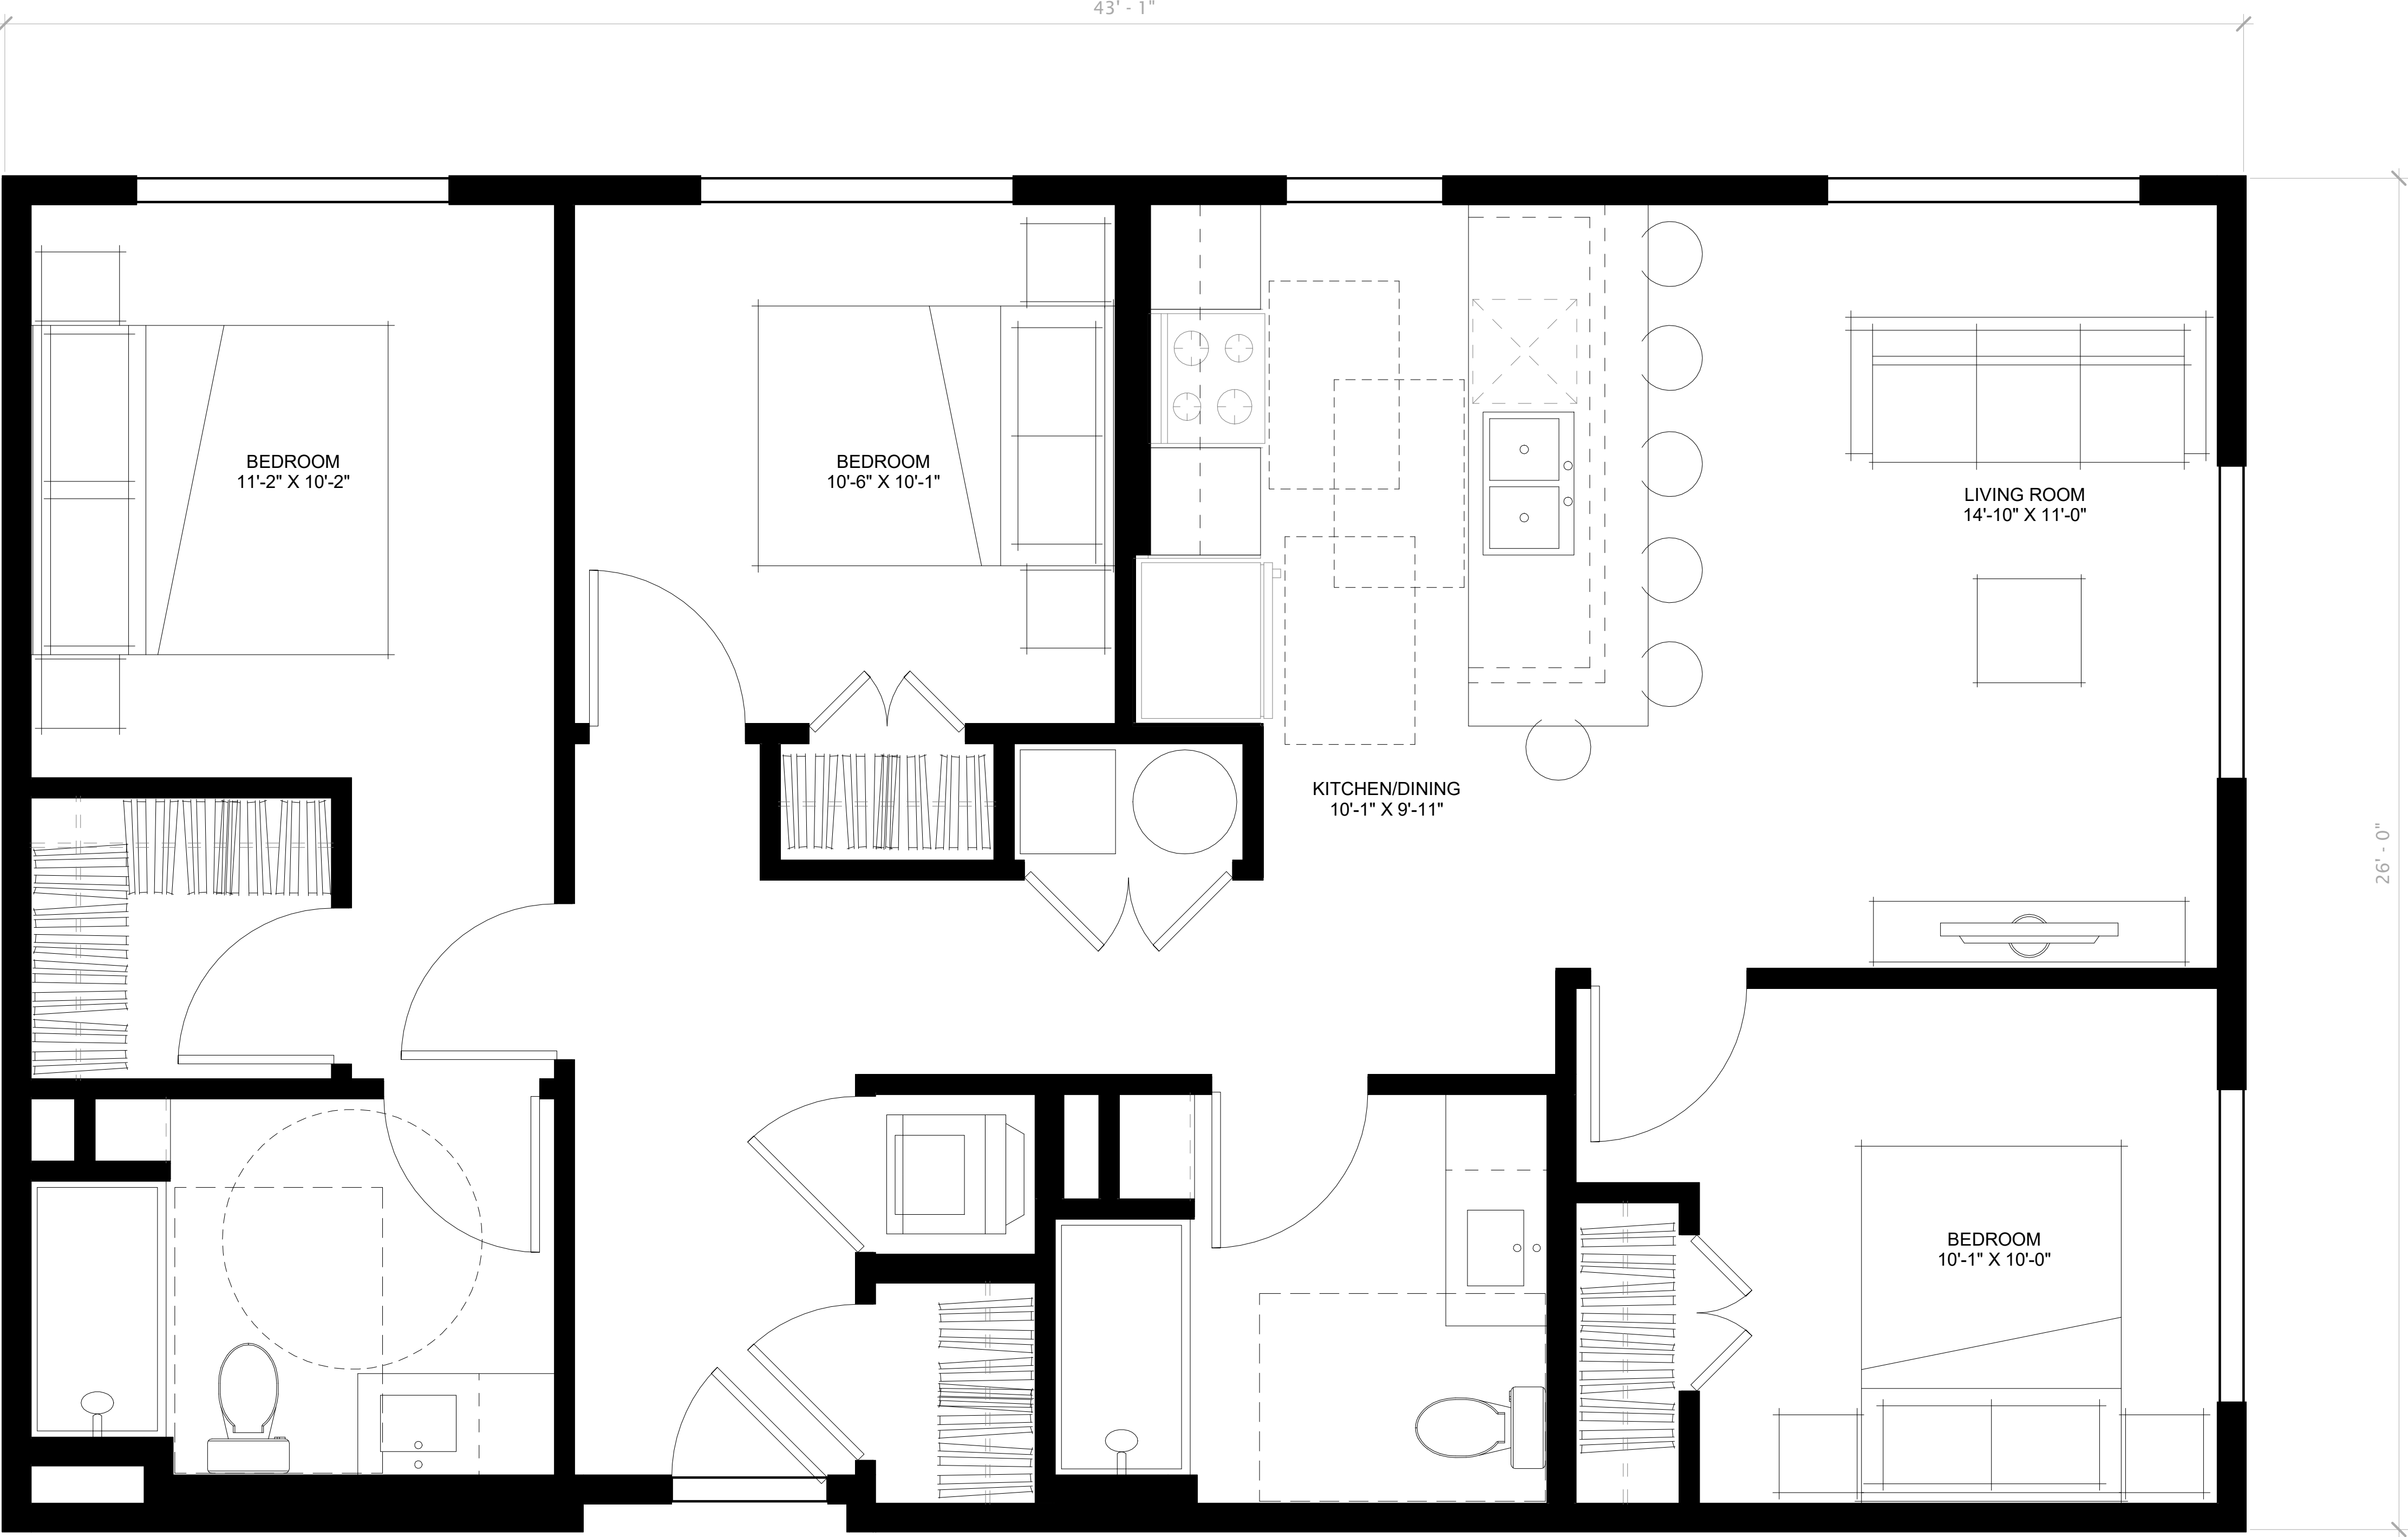 43' - 1"
BEDROOM
11'-2" X 10'-2"
BEDROOM
10'-6" X 10'-1"
LIVING ROOM
14'-10" X 11'-0"
KITCHEN/DINING
10'-1" X 9'-11"
26' - 0"
BEDROOM
10'-1" X 10'-0"